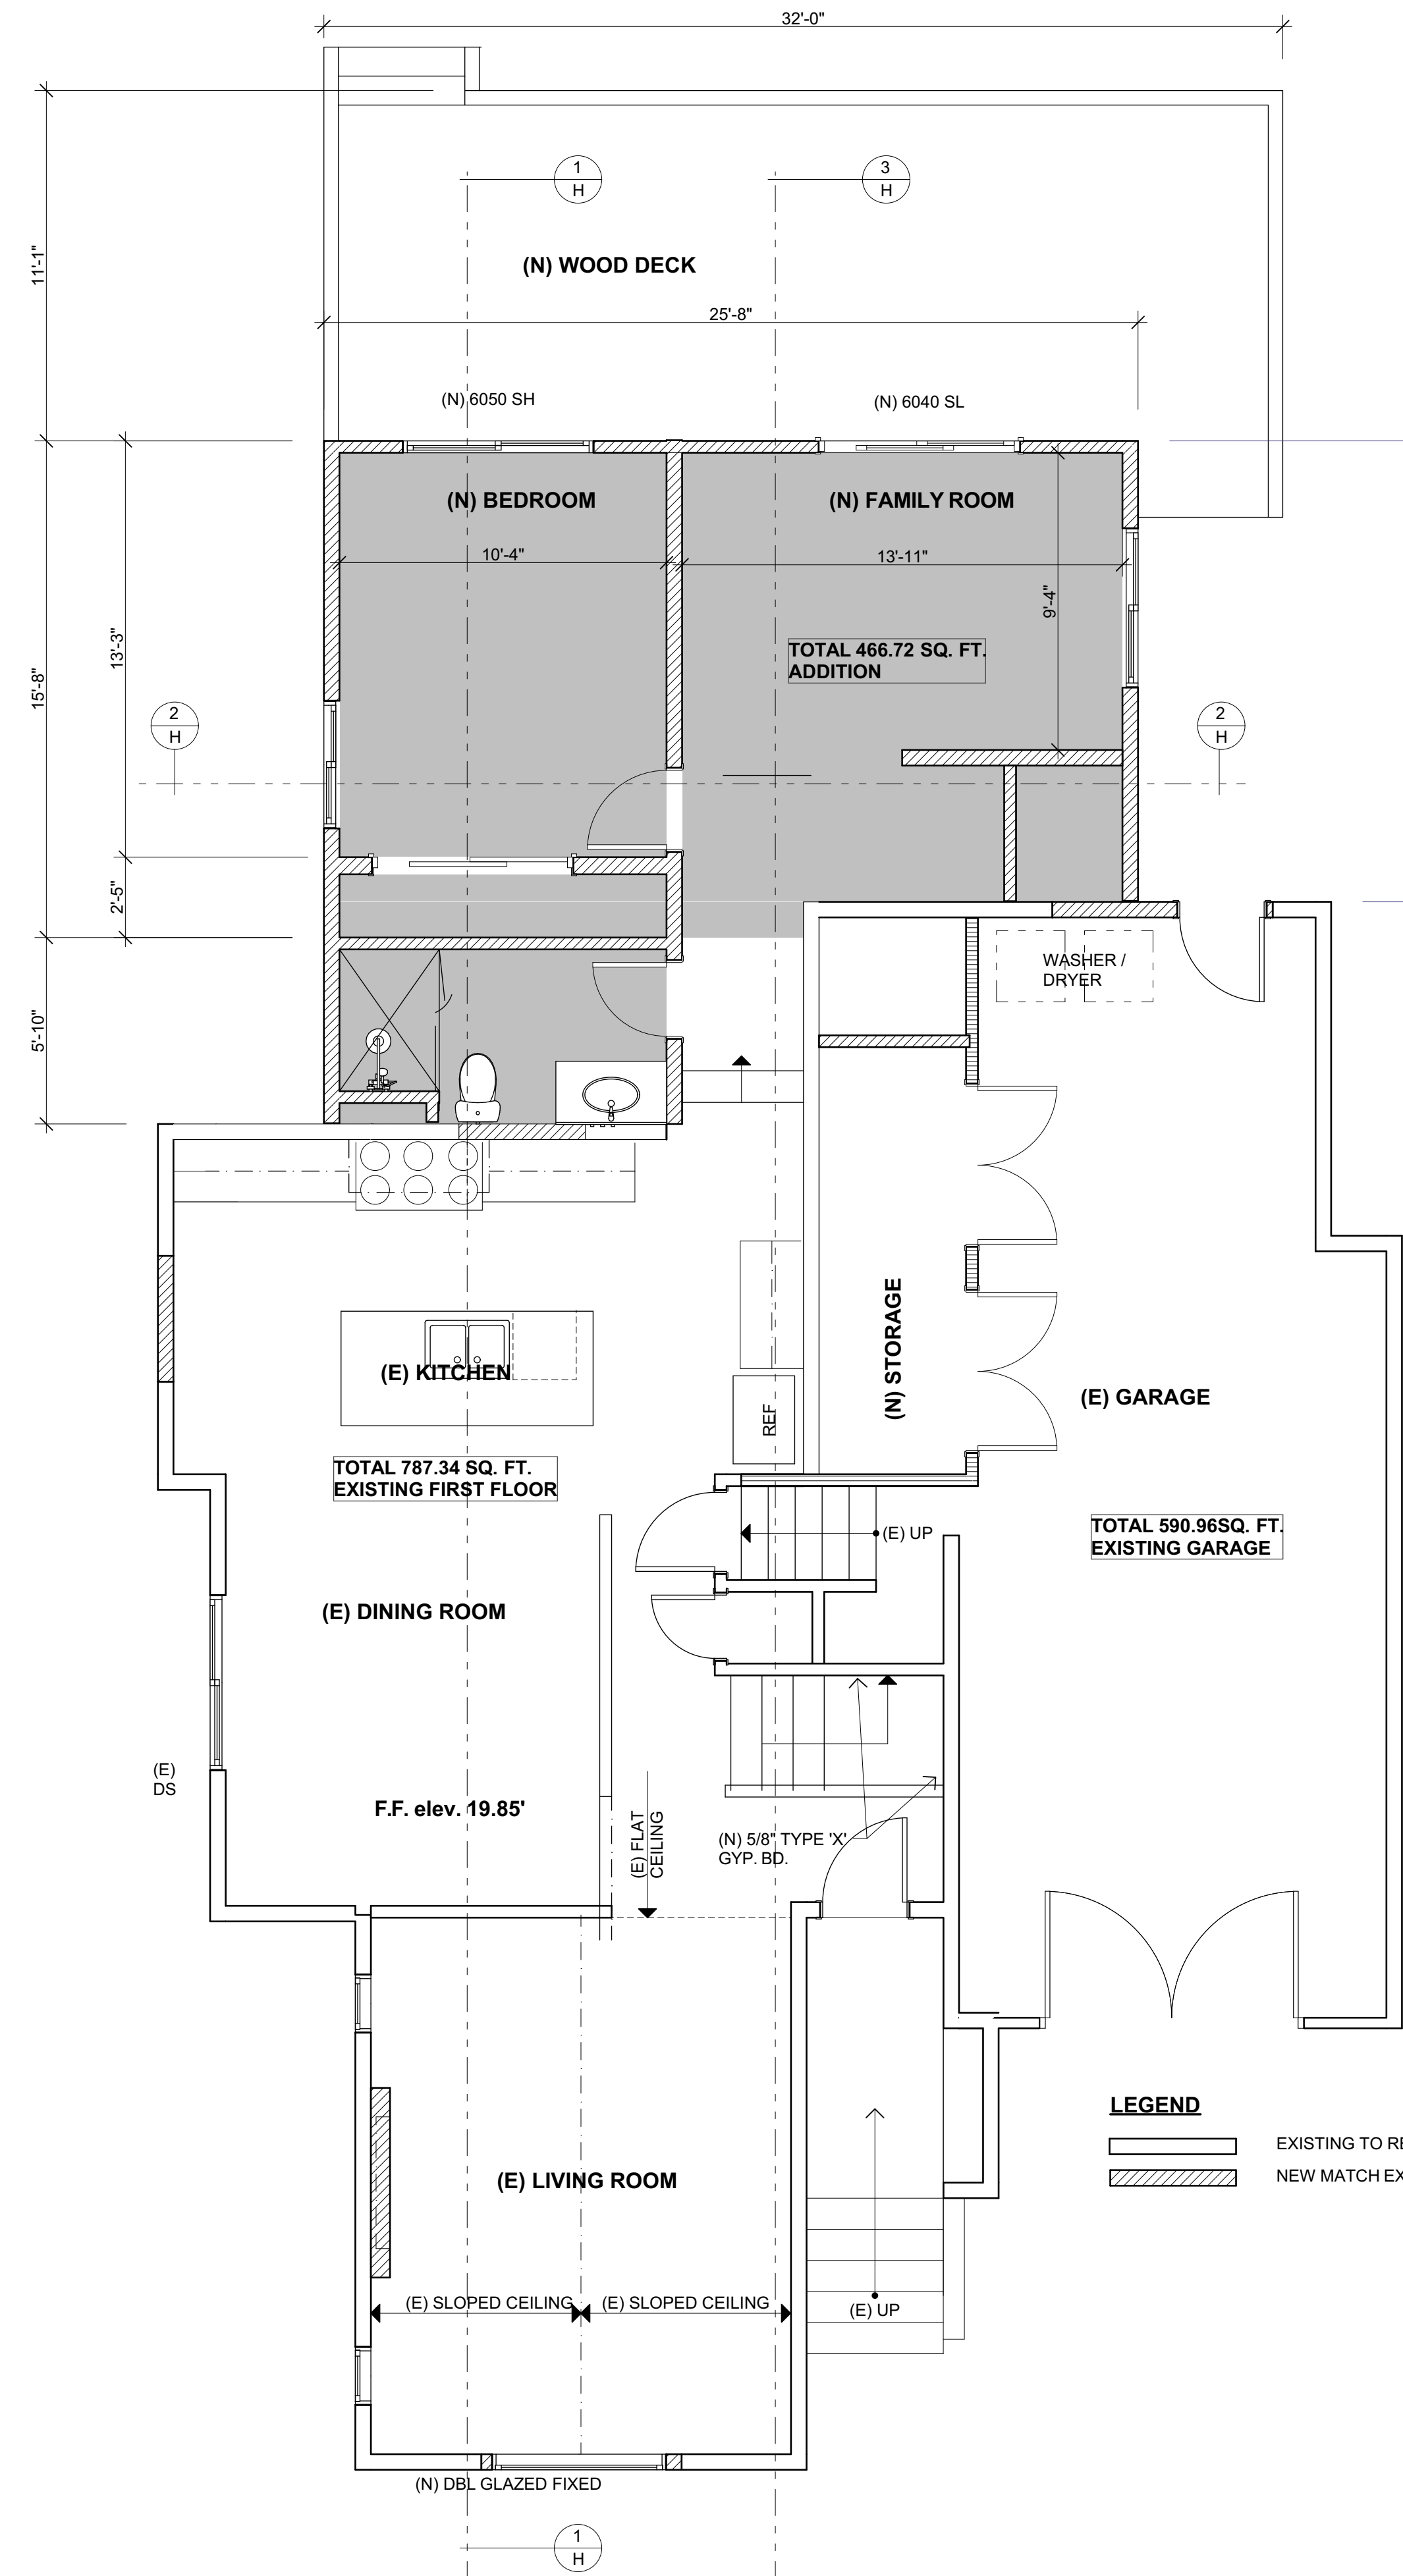 32'-0"
1
H
3
H
11'-1"
(N) WOOD DECK
25'-8"
(N) 6050 SH
(N) 6040 SL
(N) BEDROOM
(N) FAMILY ROOM
10'-4"
13'-11"
9'-4"
13'-3"
15'-8"
TOTAL 466.72 SQ. FT.
ADDITION
2
H
2
H
2'-5"
WASHER /
DRYER
5'-10"
(N) STORAGE
(E) KITCHEN
(E) GARAGE
REF
TOTAL 787.34 SQ. FT.
EXISTING FIRST FLOOR
TOTAL 590.96SQ. FT.
EXISTING GARAGE
(E) UP
(E) DINING ROOM
(E)
DS
F.F. elev. 19.85'
(E) FLAT
CEILING
(N) 5/8" TYPE 'X'
GYP. BD.
LEGEND
EXISTING TO RE
NEW MATCH EX
(E) LIVING ROOM
(E) SLOPED CEILING
(E) SLOPED CEILING
(E) UP
(N) DBL GLAZED FIXED
1
H